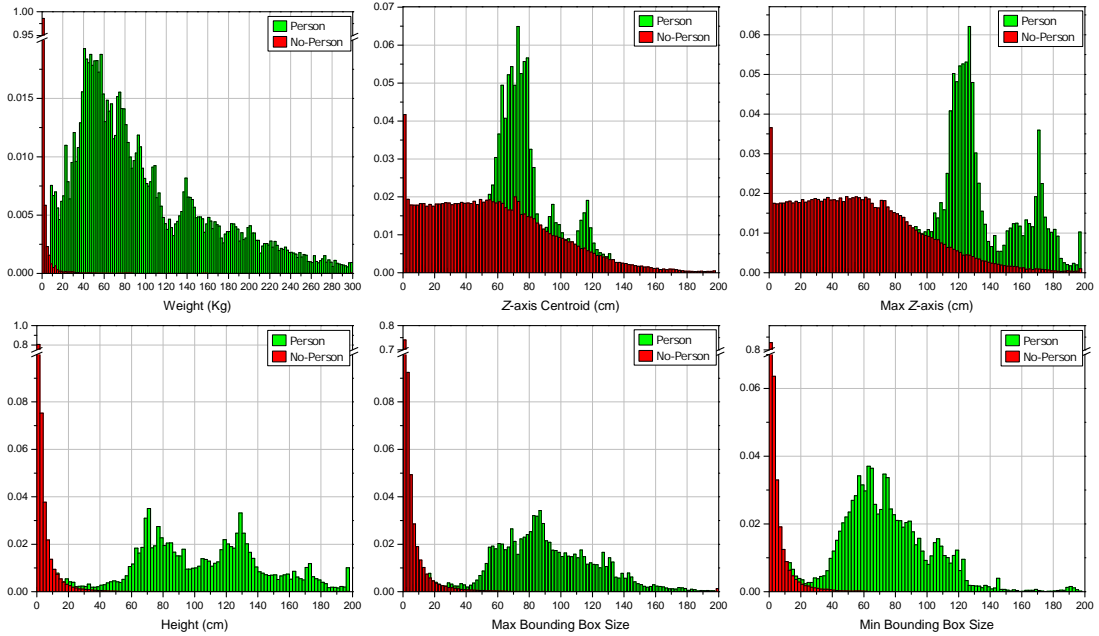 1.00
0.95
0.015
0.010
0.005
0.000
0 20 40 60 80 100 120 140 160 180 200 220 240 260 280 300
Weight (Kg)
Person
No-Person
0.07
0.06
0.05
0.04
0.03
0.02
0.01
0.00
0 20 40 60 80 100 120 140 160 180 200
Z-axis Centroid (cm)
Person
No-Person
0.06
0.05
0.04
0.03
0.02
0.01
0.00
0 20 40 60 80 100 120 140 160 180 200
Max Z-axis (cm)
Person
No-Person
1.0
0.8
0.08
0.06
0.04
0.02
0.00
0 20 40 60 80 100 120 140 160 180 200
Height (cm)
Person
No-Person
0.8
0.7
0.08
0.06
0.04
0.02
0.00
0 20 40 60 80 100 120 140 160 180 200
Max Bounding Box Size
Person
No-Person
0.8
0.06
0.04
0.02
0.00
0 20 40 60 80 100 120 140 160 180 200
Min Bounding Box Size
Person
No-Person